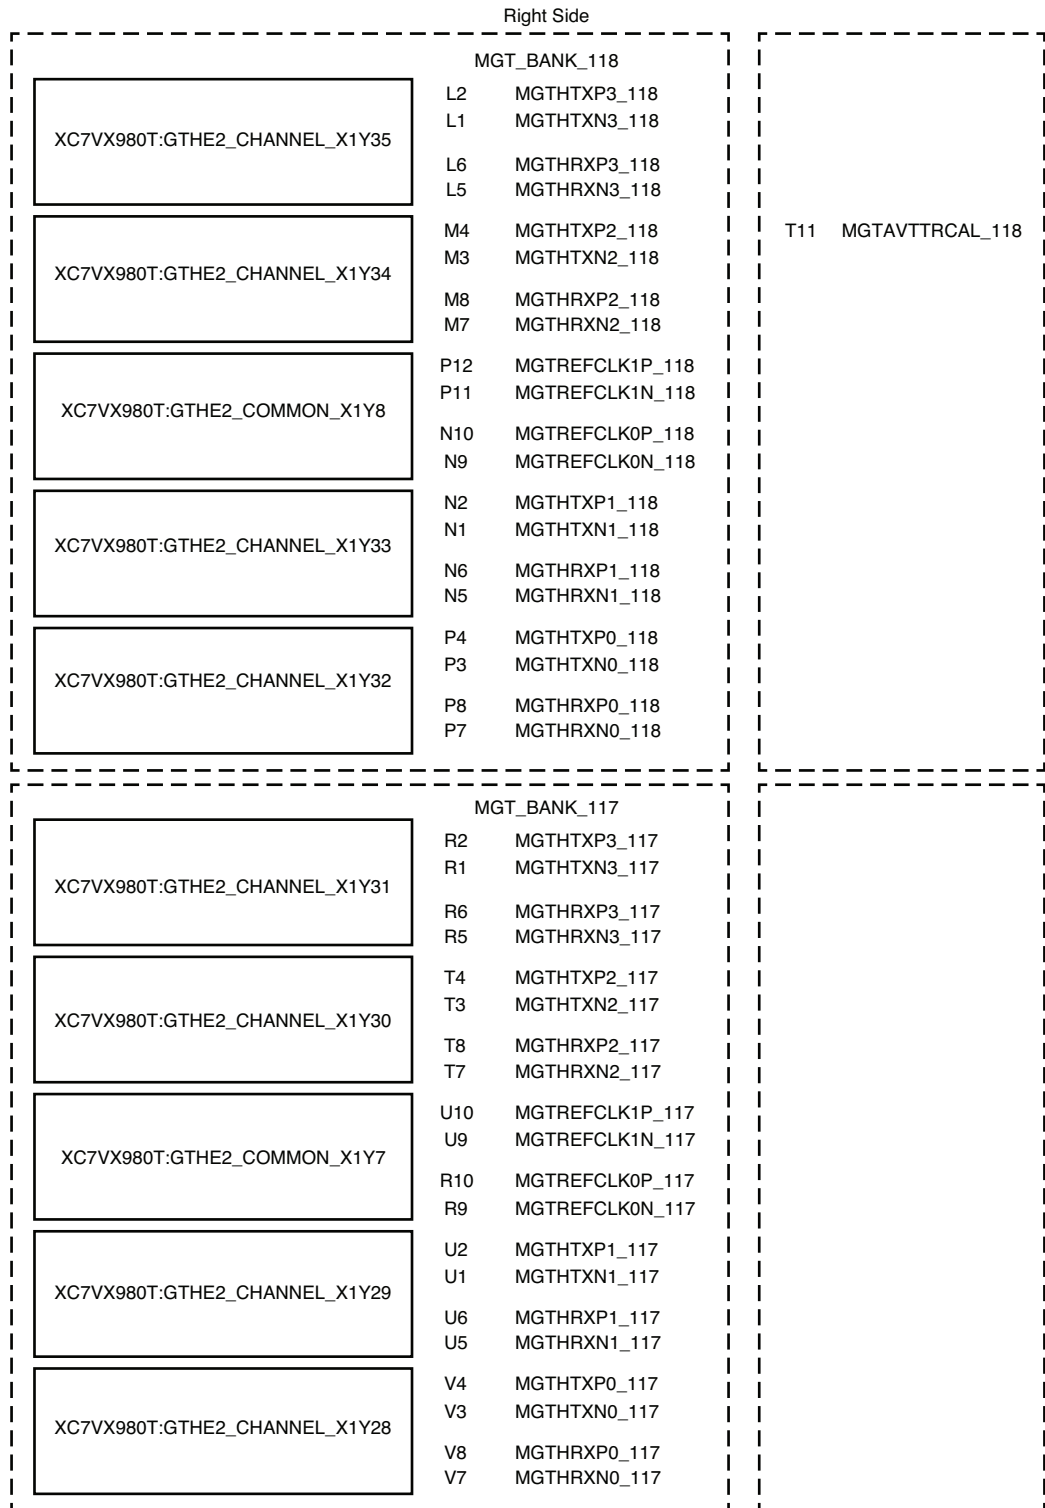 Right Side
MGT_BANK_118
XC7VX980T:GTHE2_CHANNEL_X1Y35
L2 MGTHTXP3_118
L1 MGTHTXN3_118
L6 MGTHRXP3_118
L5 MGTHRXN3_118
XC7VX980T:GTHE2_CHANNEL_X1Y34
M4 MGTHTXP2_118
M3 MGTHTXN2_118
M8 MGTHRXP2_118
M7 MGTHRXN2_118
XC7VX980T:GTHE2_COMMON_X1Y8
P12 MGTREFCLK1P_118
P11 MGTREFCLK1N_118
N10 MGTREFCLK0P_118
N9 MGTREFCLK0N_118
XC7VX980T:GTHE2_CHANNEL_X1Y33
N2 MGTHTXP1_118
N1 MGTHTXN1_118
N6 MGTHRXP1_118
N5 MGTHRXN1_118
XC7VX980T:GTHE2_CHANNEL_X1Y32
P4 MGTHTXP0_118
P3 MGTHTXN0_118
P8 MGTHRXP0_118
P7 MGTHRXN0_118
T11 MGTAVTTRCAL_118
MGT_BANK_117
XC7VX980T:GTHE2_CHANNEL_X1Y31
R2 MGTHTXP3_117
R1 MGTHTXN3_117
R6 MGTHRXP3_117
R5 MGTHRXN3_117
XC7VX980T:GTHE2_CHANNEL_X1Y30
T4 MGTHTXP2_117
T3 MGTHTXN2_117
T8 MGTHRXP2_117
T7 MGTHRXN2_117
XC7VX980T:GTHE2_COMMON_X1Y7
U10 MGTREFCLK1P_117
U9 MGTREFCLK1N_117
R10 MGTREFCLK0P_117
R9 MGTREFCLK0N_117
XC7VX980T:GTHE2_CHANNEL_X1Y29
U2 MGTHTXP1_117
U1 MGTHTXN1_117
U6 MGTHRXP1_117
U5 MGTHRXN1_117
XC7VX980T:GTHE2_CHANNEL_X1Y28
V4 MGTHTXP0_117
V3 MGTHTXN0_117
V8 MGTHRXP0_117
V7 MGTHRXN0_117